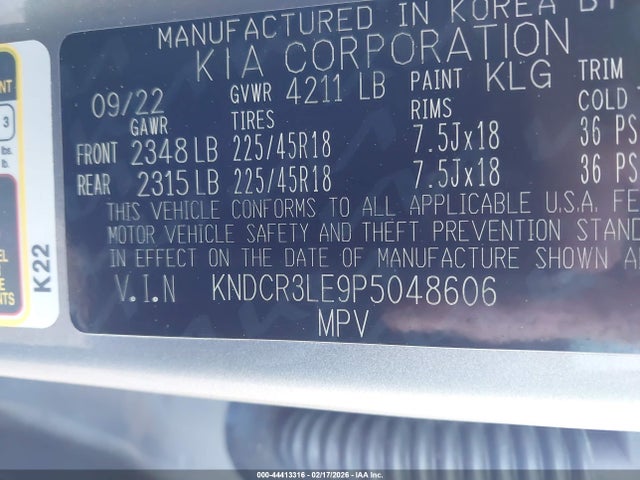 MANUFACTURED IN KOREA BY
KIA CORPORATION
09/22 GVWR 4211 LB PAINT KLG TRIM
GAWR TIRES RIMS COLD
FRONT 2348 LB 225/45R18 7.5Jx18 36 PS
REAR 2315 LB 225/45R18 7.5Jx18 36 PS
THIS VEHICLE CONFORMS TO ALL APPLICABLE U.S.A. FE
MOTOR VEHICLE SAFETY AND THEFT PREVENTION STAND
IN EFFECT ON THE DATE OF MANUFACTURE SHOWN A
V.I.N KNDCR3LE9P5048606
MPV
K22
3
lbs.
lb.
000-44413316 - 02/17/2026 - IAA Inc.